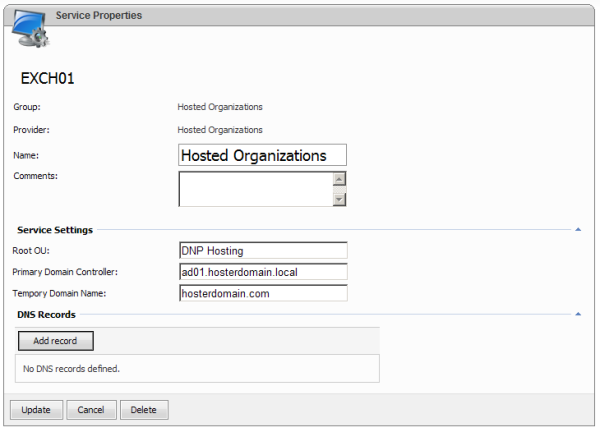 Service Properties
EXCH01
Group: Hosted Organizations
Provider: Hosted Organizations
Name: Hosted Organizations
Comments:
Service Settings
Root OU: DNP Hosting
Primary Domain Controller: ad01.hosterdomain.local
Tempory Domain Name: hosterdomain.com
DNS Records
Add record
No DNS records defined.
Update Cancel Delete